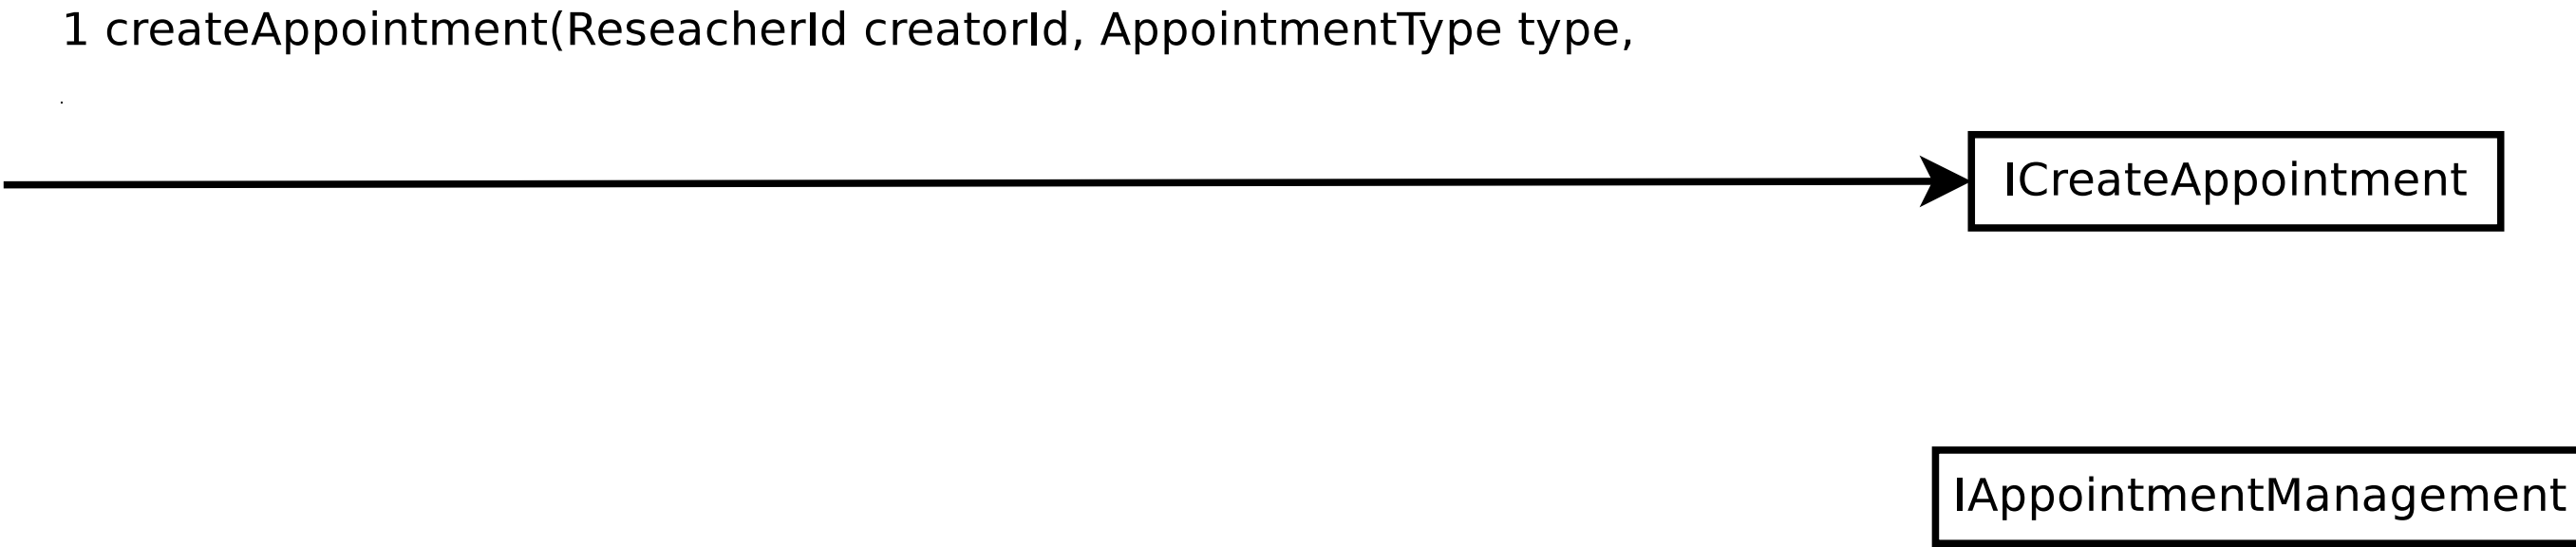 1 createAppointment(ReseacherId creatorId, AppointmentType type,
ICreateAppointment
IAppointmentManagement